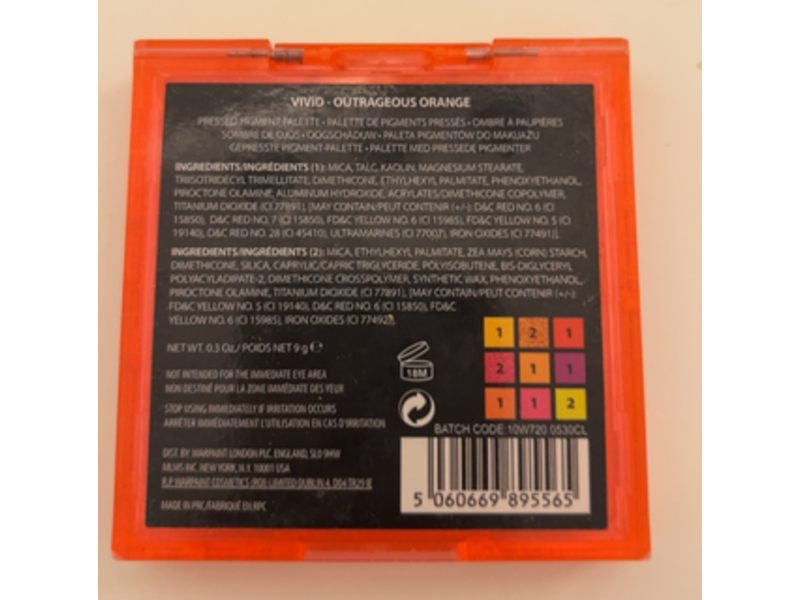 VIVID · OUTRAGEOUS ORANGE
PRESSED PIGMENT PALETTE · PALETTE DE PIGMENTS PRESSÉS · OMBRE À PAUPIÈRES
SOMBRE DE OJOS · OOGSCHADUW · PALETA PIGMENTÓW DO MAKIJAŻU
GEPRESSTE PIGMENT-PALETTE · PALETTE MED PRESSEDE PIGMENTER
INGREDIENTS/INGRÉDIENTS (1): MICA, TALC, KAOLIN, MAGNESIUM STEARATE,
TRIISOTRIDECYL TRIMELLITATE, DIMETHICONE, ETHYLHEXYL PALMITATE, PHENOXYETHANOL,
PIROCTONE OLAMINE, ALUMINUM HYDROXIDE, ACRYLATES/DIMETHICONE COPOLYMER,
TITANIUM DIOXIDE (CI 77891), [MAY CONTAIN/PEUT CONTENIR (+/-): D&C RED NO. 6 (CI
15850), D&C RED NO. 7 (CI 15850), FD&C YELLOW NO. 6 (CI 15985), FD&C YELLOW NO. 5 (CI
19140), D&C RED NO. 28 (CI 45410), ULTRAMARINES (CI 77007), IRON OXIDES (CI 77491)].
INGREDIENTS/INGRÉDIENTS (2): MICA, ETHYLHEXYL PALMITATE, ZEA MAYS (CORN) STARCH,
DIMETHICONE, SILICA, CAPRYLIC/CAPRIC TRIGLYCERIDE, POLYISOBUTENE, BIS-DIGLYCERYL
POLYACYLADIPATE-2, DIMETHICONE CROSSPOLYMER, SYNTHETIC WAX, PHENOXYETHANOL,
PIROCTONE OLAMINE, TITANIUM DIOXIDE (CI 77891), [MAY CONTAIN/PEUT CONTENIR (+/-):
FD&C YELLOW NO. 5 (CI 19140), D&C RED NO. 6 (CI 15850), FD&C
YELLOW NO. 6 (CI 15985), IRON OXIDES (CI 77492)].
1 2 1
2 1 1
1 1 2
NET WT. 0.3 Oz./ POIDS NET 9 g ℮
18M
NOT INTENDED FOR THE IMMEDIATE EYE AREA
NON DESTINÉ POUR LA ZONE IMMÉDIATE DES YEUX
STOP USING IMMEDIATELLY IF IRRITATION OCCURS
ARRÊTER IMMÉDIATEMENT L'UTILISATION EN CAS D'IRRITATION
BATCH CODE: 10W720 0530CL
DIST. BY: WARPAINT LONDON PLC. ENGLAND, SL0 9HW
MLMS INC. NEW YORK, N.Y. 10001 USA
R.P WARPAINT COSMETICS (ROI) LIMITED DUBLIN 4, D04 TR29 IE
MADE IN PRC/FABRIQUÉ EN RPC
5 060669 895565